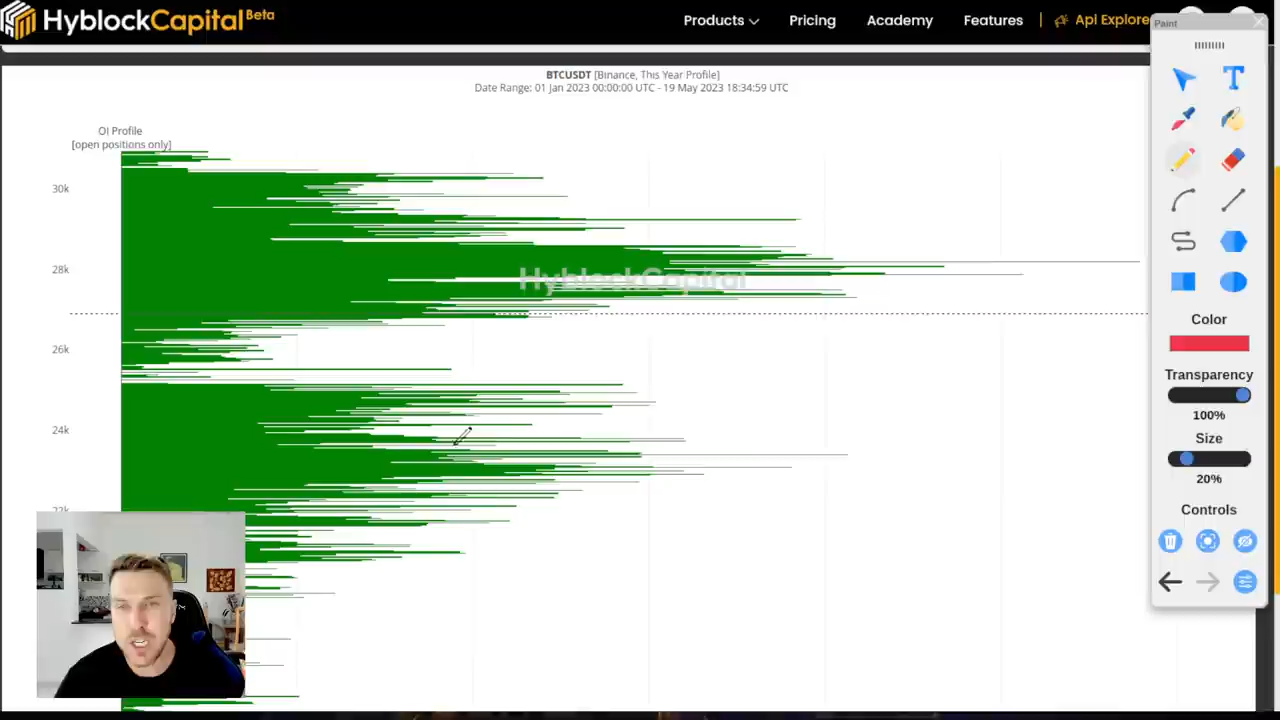 HyblockCapital Beta
Products
Pricing
Academy
Features
Api Explore
Paint
BTCUSDT [Binance, This Year Profile]
Date Range: 01 Jan 2023 00:00:00 UTC - 19 May 2023 18:34:59 UTC
OI Profile
[open positions only]
30k
28k
26k
24k
22k
HyblockCapital
T
Color
Transparency
100%
Size
20%
Controls